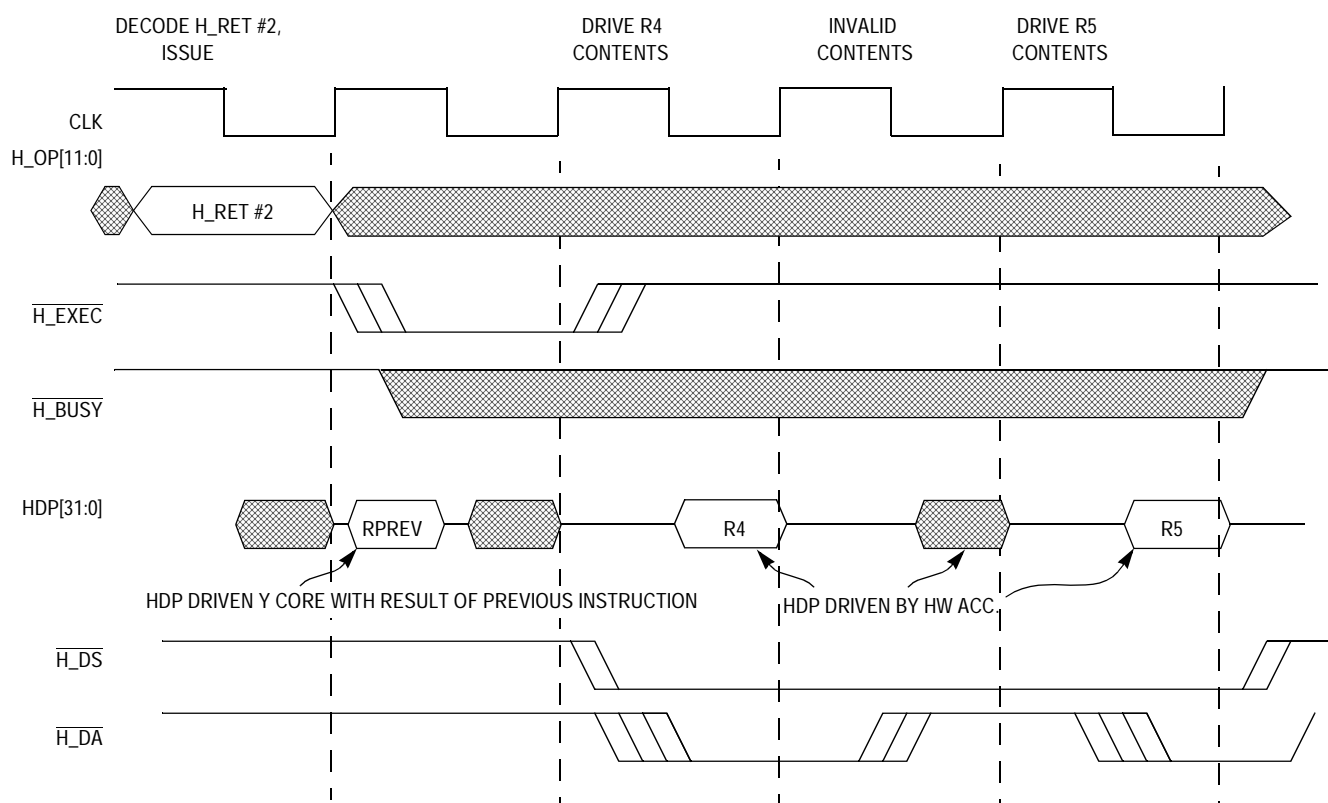 DECODE H_RET #2,
ISSUE
DRIVE R4
CONTENTS
INVALID
CONTENTS
DRIVE R5
CONTENTS
CLK
H_OP[11:0]
H_RET #2
H_EXEC
H_BUSY
HDP[31:0]
RPREV
R4
R5
HDP DRIVEN Y CORE WITH RESULT OF PREVIOUS INSTRUCTION
HDP DRIVEN BY HW ACC.
H_DS
H_DA